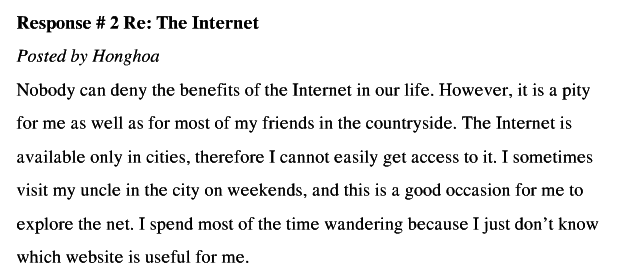 Response # 2 Re: The Internet
Posted by Honghoa
Nobody can deny the benefits of the Internet in our life. However, it is a pity
for me as well as for most of my friends in the countryside. The Internet is
available only in cities, therefore I cannot easily get access to it. I sometimes
visit my uncle in the city on weekends, and this is a good occasion for me to
explore the net. I spend most of the time wandering because I just don’t know
which website is useful for me.